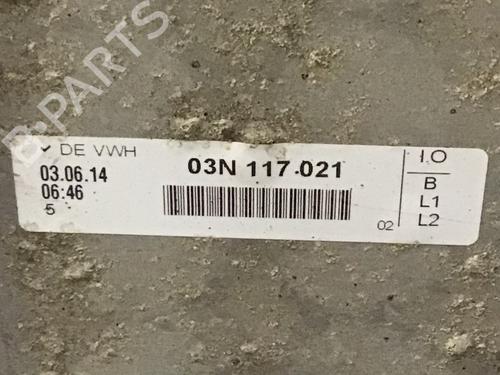 B-PARTS
✓ DE VWH
03N 117.021
I.O
03.06.14
06:46
5
02
B
L1
L2